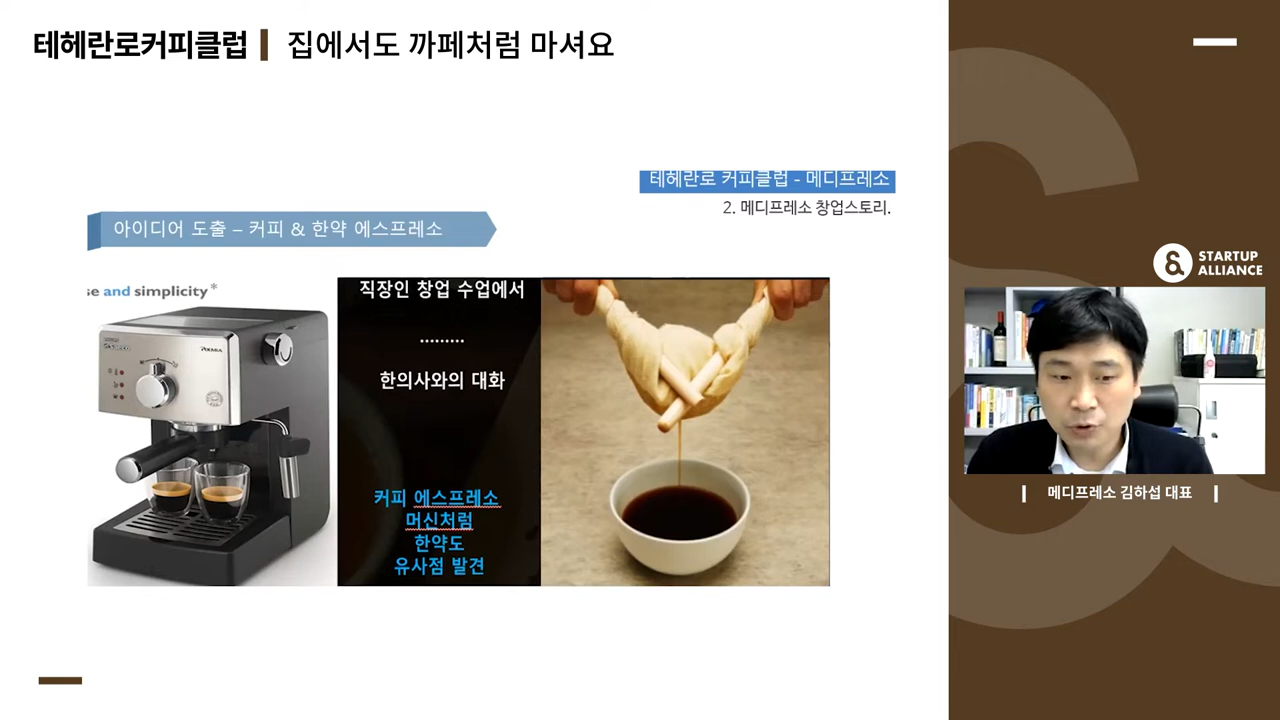 테헤란로커피클럽 집에서도 까페처럼 마셔요
테헤란로 커피클럽 - 메디프레소
2. 메디프레소 창업스토리.
아이디어 도출 – 커피 & 한약 에스프레소
se and simplicity*
직장인 창업 수업에서
.........
한의사와의 대화
커피 에스프레소
머신처럼
한약도
유사점 발견
STARTUP
ALLIANCE
메디프레소 김하섭 대표